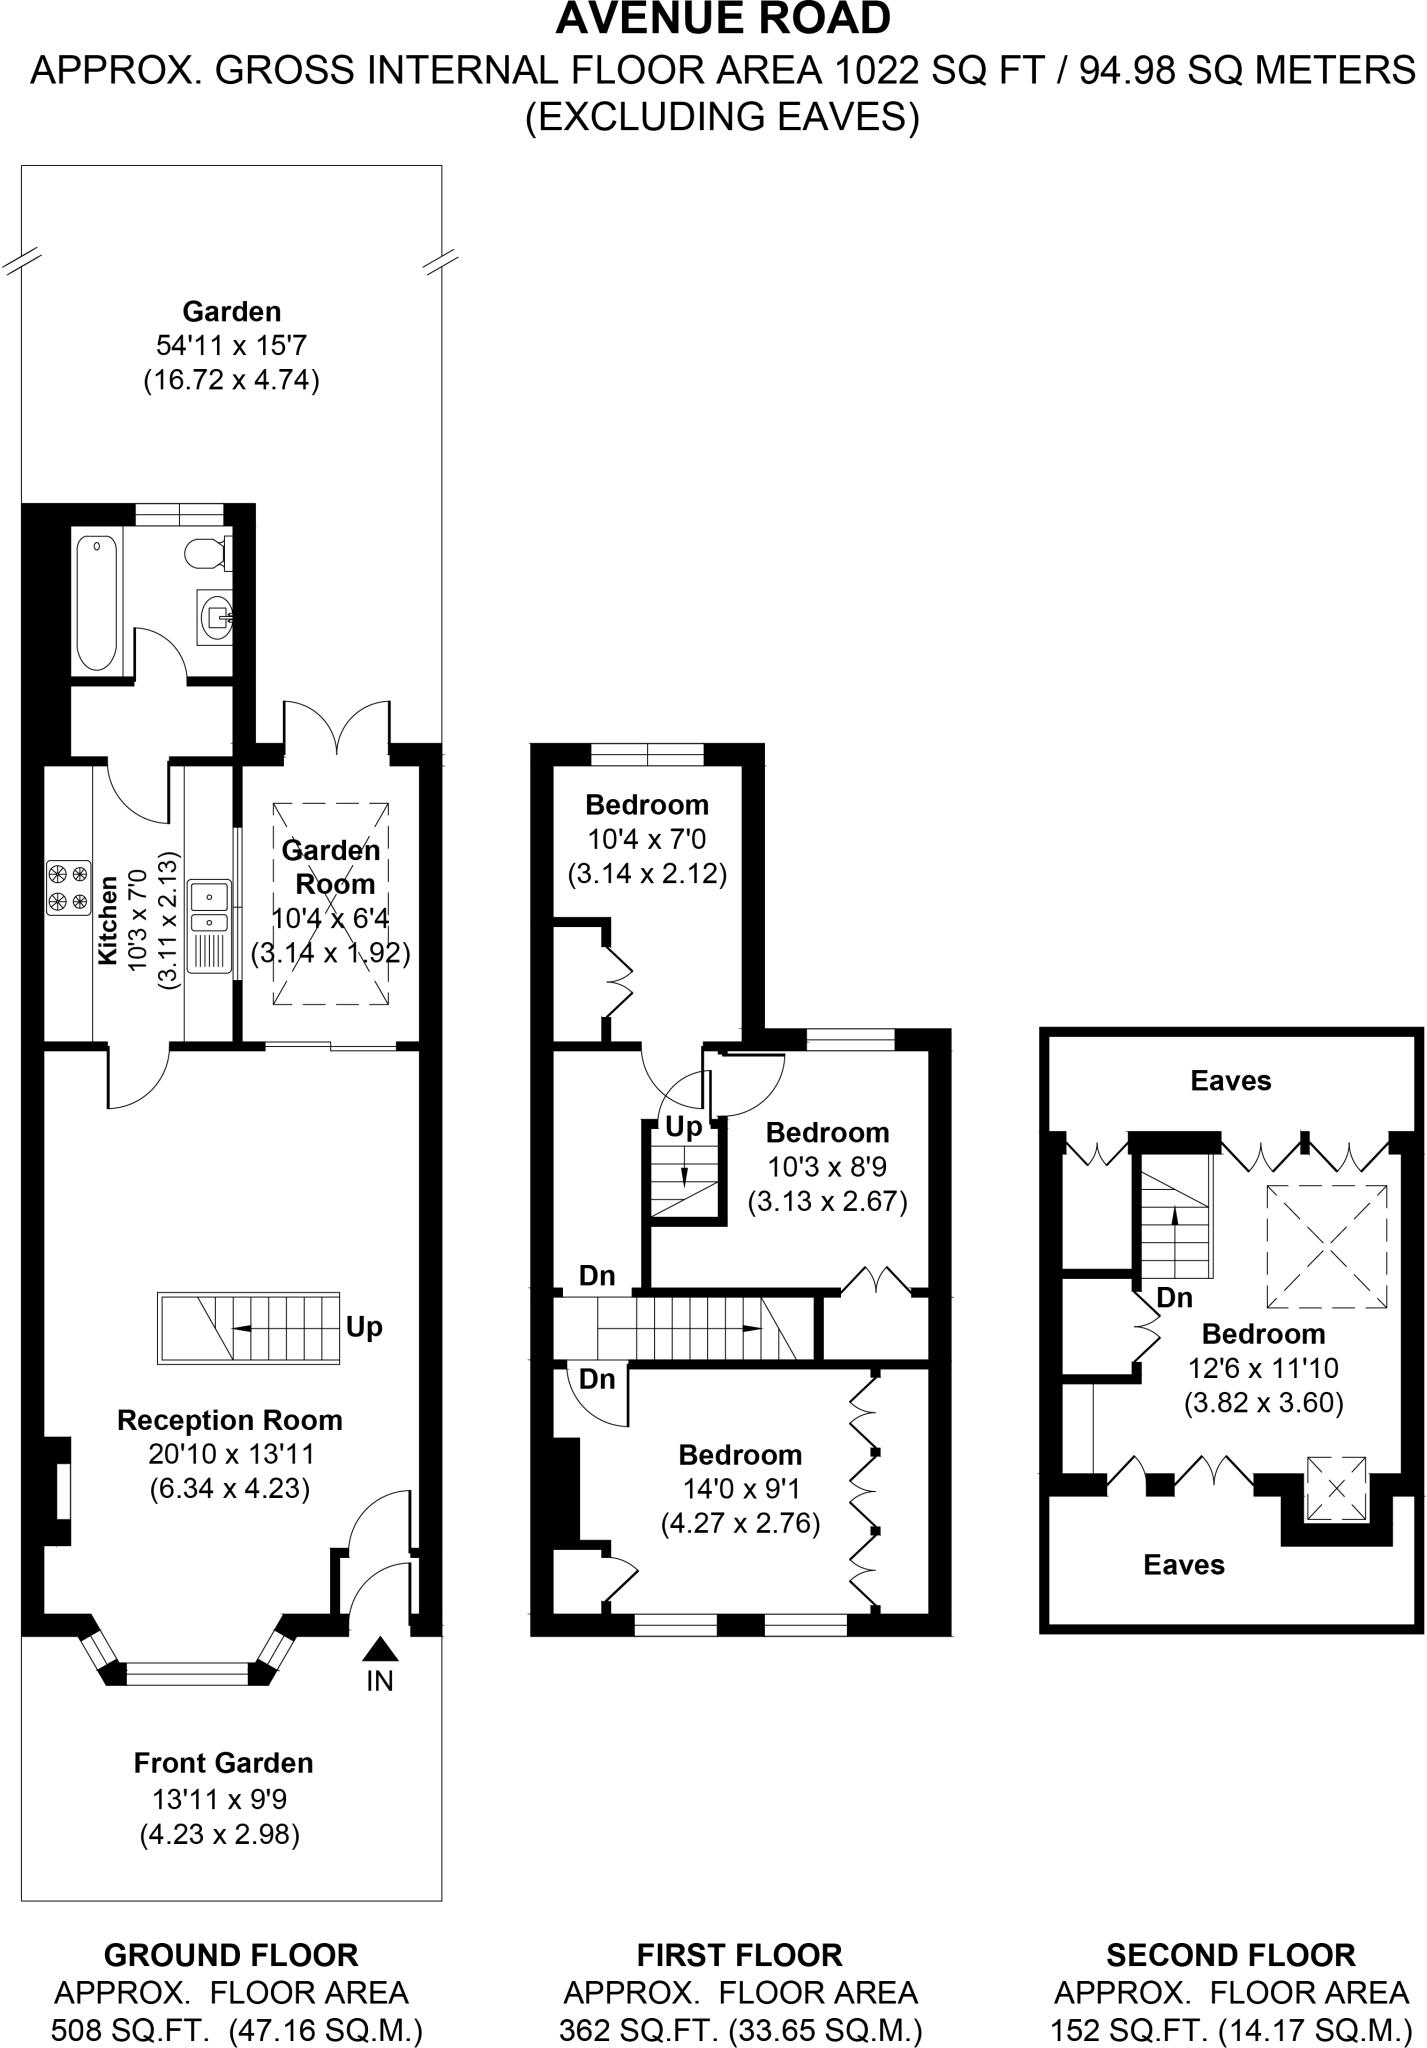 AVENUE ROAD
APPROX. GROSS INTERNAL FLOOR AREA 1022 SQ FT / 94.98 SQ METERS
(EXCLUDING EAVES)
Garden
54'11 x 15'7
(16.72 x 4.74)
Kitchen
10'3 x 7'0
(3.11 x 2.13)
Garden
Room
10'4 x 6'4
(3.14 x 1.92)
Up
Reception Room
20'10 x 13'11
(6.34 x 4.23)
IN
Front Garden
13'11 x 9'9
(4.23 x 2.98)
GROUND FLOOR
APPROX. FLOOR AREA
508 SQ.FT. (47.16 SQ.M.)
Bedroom
10'4 x 7'0
(3.14 x 2.12)
Up
Bedroom
10'3 x 8'9
(3.13 x 2.67)
Dn
Dn
Bedroom
14'0 x 9'1
(4.27 x 2.76)
FIRST FLOOR
APPROX. FLOOR AREA
362 SQ.FT. (33.65 SQ.M.)
Eaves
Dn
Bedroom
12'6 x 11'10
(3.82 x 3.60)
Eaves
SECOND FLOOR
APPROX. FLOOR AREA
152 SQ.FT. (14.17 SQ.M.)